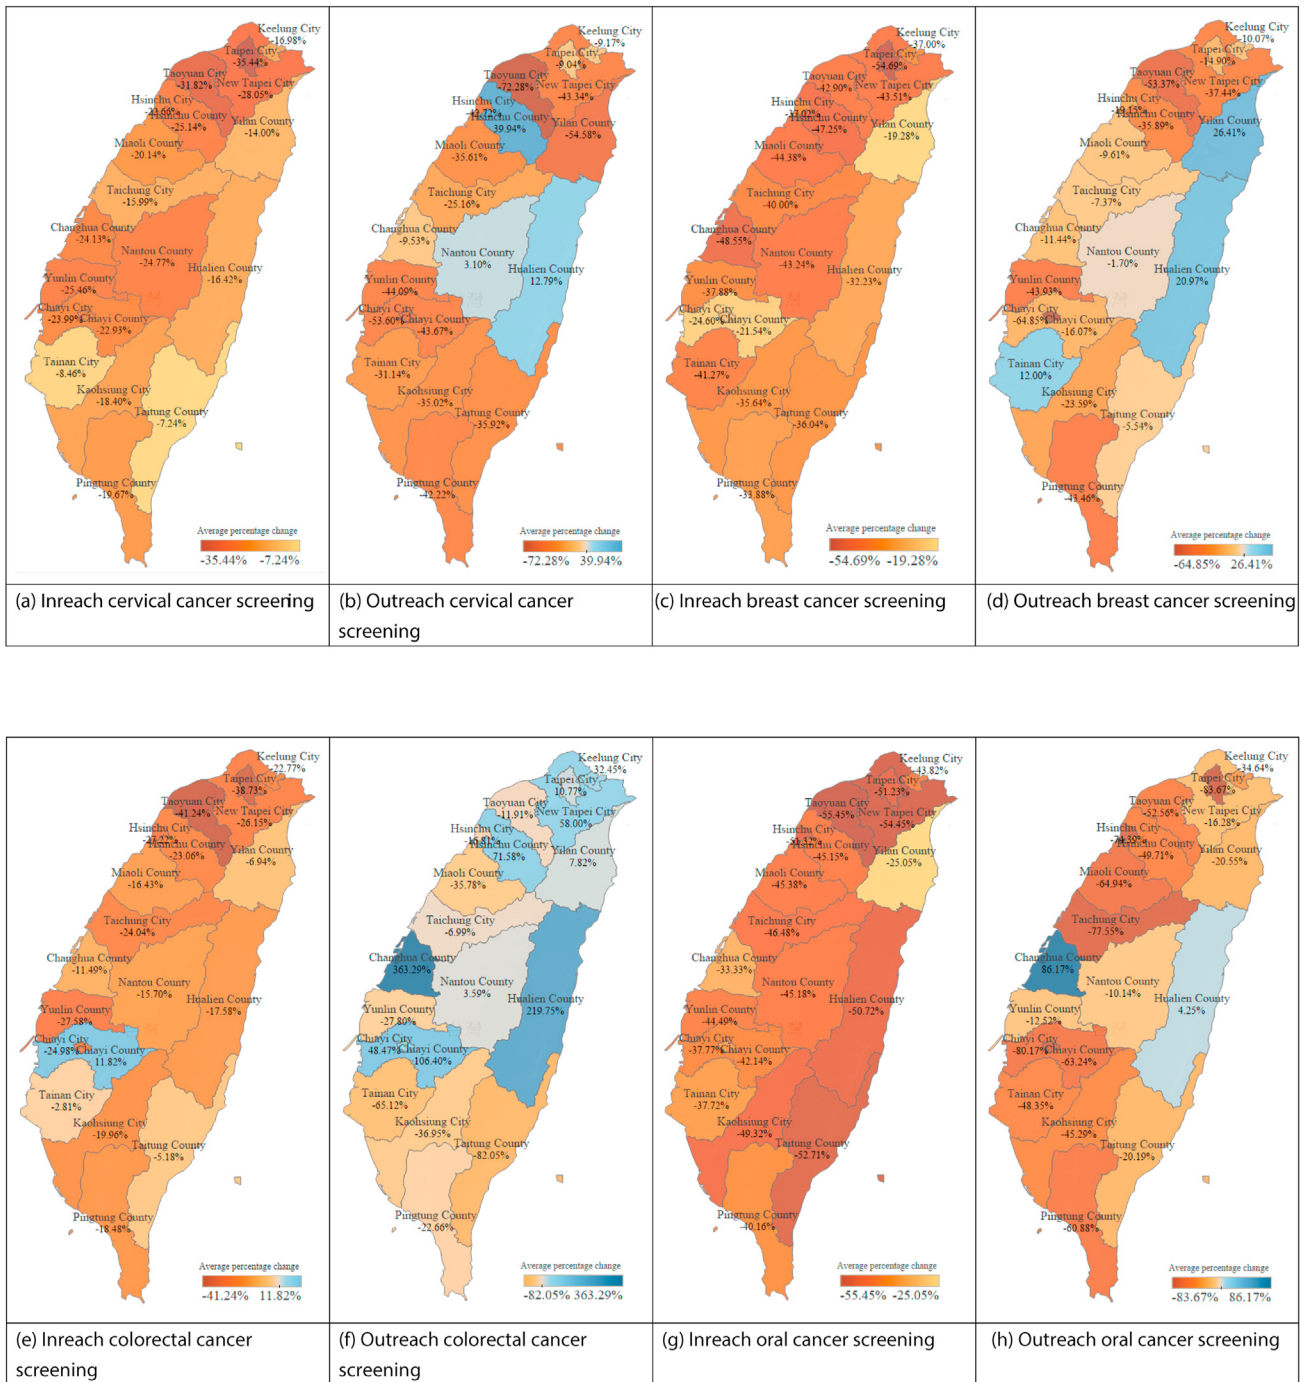 Keelung City
-16.98%
Taipei City
-35.44%
Taoyuan City
-31.82%
New Taipei City
-28.05%
Hsinchu City
Hsinchu County
-25.14%
Yilan County
-14.00%
Miaoli County
-20.14%
Taichung City
-15.99%
Changhua County
-24.13%
Nantou County
-24.77%
Hualien County
-16.42%
Yunlin County
-25.46%
Chiayi City
-23.99%
Chiayi County
-22.93%
Tainan City
-8.46%
Kaohsiung City
-18.40%
Taitung County
-7.24%
Pingtung County
-19.67%
Average percentage change
-35.44% -7.24%
(a) Inreach cervical cancer screening
Keelung City
-9.17%
Taipei City
-9.04%
Taoyuan City
-72.28%
New Taipei City
-43.34%
Hsinchu City
Hsinchu County
39.94%
Yilan County
-54.58%
Miaoli County
-35.61%
Taichung City
-25.16%
Changhua County
-9.53%
Nantou County
3.10%
Hualien County
12.79%
Yunlin County
-44.09%
Chiayi City
-53.60%
Chiayi County
-43.67%
Tainan City
-31.14%
Kaohsiung City
-35.02%
Taitung County
-35.92%
Pingtung County
-42.22%
Average percentage change
-72.28% 39.94%
(b) Outreach cervical cancer
screening
Keelung City
-37.00%
Taipei City
-54.69%
Taoyuan City
-42.90%
New Taipei City
-43.51%
Hsinchu City
Hsinchu County
-47.25%
Yilan County
-19.28%
Miaoli County
-44.38%
Taichung City
-40.00%
Changhua County
-48.55%
Nantou County
-43.24%
Hualien County
-32.23%
Yunlin County
-37.88%
Chiayi City
-24.60%
Chiayi County
-21.54%
Tainan City
-41.27%
Kaohsiung City
-35.64%
Taitung County
-36.04%
Pingtung County
-33.88%
Average percentage change
-54.69% -19.28%
(c) Inreach breast cancer screening
Keelung City
-10.07%
Taipei City
-14.90%
Taoyuan City
-53.37%
New Taipei City
-37.44%
Hsinchu City
Hsinchu County
-35.89%
Yilan County
26.41%
Miaoli County
-9.61%
Taichung City
-7.37%
Changhua County
-11.44%
Nantou County
-1.70%
Hualien County
20.97%
Yunlin County
-43.93%
Chiayi City
-64.85%
Chiayi County
-16.07%
Tainan City
12.00%
Kaohsiung City
-23.59%
Taitung County
-5.54%
Pingtung County
-43.46%
Average percentage change
-64.85% 26.41%
(d) Outreach breast cancer screening
Keelung City
-22.77%
Taipei City
-38.73%
Taoyuan City
-41.24%
New Taipei City
-26.15%
Hsinchu City
Hsinchu County
-23.06%
Yilan County
-6.94%
Miaoli County
-16.43%
Taichung City
-24.04%
Changhua County
-11.49%
Nantou County
-15.70%
Hualien County
-17.58%
Yunlin County
-27.58%
Chiayi City
-24.98%
Chiayi County
11.82%
Tainan City
-2.81%
Kaohsiung City
-19.96%
Taitung County
-5.18%
Pingtung County
-18.48%
Average percentage change
-41.24% 11.82%
(e) Inreach colorectal cancer
screening
Keelung City
32.45%
Taipei City
10.77%
Taoyuan City
-11.91%
New Taipei City
58.00%
Hsinchu City
Hsinchu County
71.58%
Yilan County
7.82%
Miaoli County
-35.78%
Taichung City
-6.99%
Changhua County
363.29%
Nantou County
3.59%
Hualien County
219.75%
Yunlin County
-27.80%
Chiayi City
48.47%
Chiayi County
106.40%
Tainan City
-65.12%
Kaohsiung City
-36.95%
Taitung County
-82.05%
Pingtung County
-22.66%
Average percentage change
-82.05% 363.29%
(f) Outreach colorectal cancer
screening
Keelung City
-43.82%
Taipei City
-51.23%
Taoyuan City
-55.45%
New Taipei City
-54.45%
Hsinchu City
Hsinchu County
-45.15%
Yilan County
-25.05%
Miaoli County
-45.38%
Taichung City
-46.48%
Changhua County
-33.33%
Nantou County
-45.18%
Hualien County
-50.72%
Yunlin County
-44.49%
Chiayi City
-37.77%
Chiayi County
-42.14%
Tainan City
-37.72%
Kaohsiung City
-49.32%
Taitung County
-52.71%
Pingtung County
-40.16%
Average percentage change
-55.45% -25.05%
(g) Inreach oral cancer screening
Keelung City
-34.64%
Taipei City
-83.67%
Taoyuan City
-52.56%
New Taipei City
-16.28%
Hsinchu City
Hsinchu County
-49.71%
Yilan County
-20.55%
Miaoli County
-64.94%
Taichung City
-77.55%
Changhua County
86.17%
Nantou County
-10.14%
Hualien County
4.25%
Yunlin County
-12.52%
Chiayi City
-80.17%
Chiayi County
-63.24%
Tainan City
-48.35%
Kaohsiung City
-45.29%
Taitung County
-20.19%
Pingtung County
-60.88%
Average percentage change
-83.67% 86.17%
(h) Outreach oral cancer screening